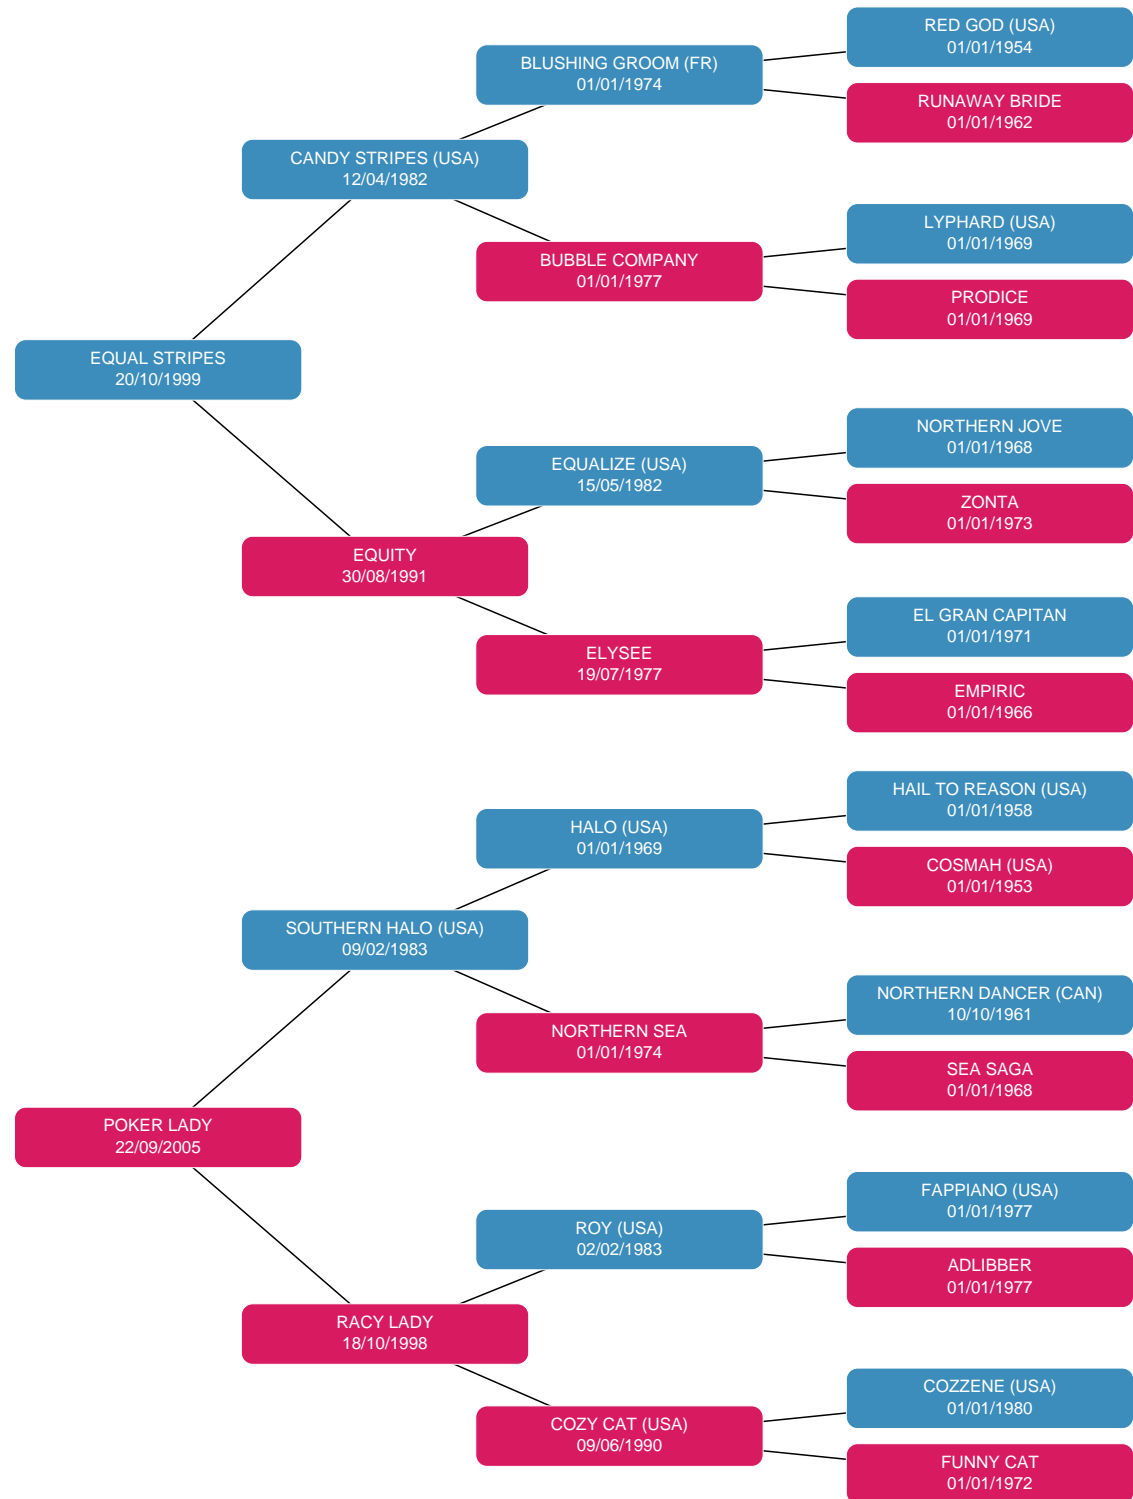 RED GOD (USA)
01/01/1954
BLUSHING GROOM (FR)
01/01/1974
RUNAWAY BRIDE
01/01/1962
CANDY STRIPES (USA)
12/04/1982
LYPHARD (USA)
01/01/1969
BUBBLE COMPANY
01/01/1977
PRODICE
01/01/1969
EQUAL STRIPES
20/10/1999
NORTHERN JOVE
01/01/1968
EQUALIZE (USA)
15/05/1982
ZONTA
01/01/1973
EQUITY
30/08/1991
EL GRAN CAPITAN
01/01/1971
ELYSEE
19/07/1977
EMPIRIC
01/01/1966
HAIL TO REASON (USA)
01/01/1958
HALO (USA)
01/01/1969
COSMAH (USA)
01/01/1953
SOUTHERN HALO (USA)
09/02/1983
NORTHERN DANCER (CAN)
10/10/1961
NORTHERN SEA
01/01/1974
SEA SAGA
01/01/1968
POKER LADY
22/09/2005
FAPPIANO (USA)
01/01/1977
ROY (USA)
02/02/1983
ADLIBBER
01/01/1977
RACY LADY
18/10/1998
COZZENE (USA)
01/01/1980
COZY CAT (USA)
09/06/1990
FUNNY CAT
01/01/1972